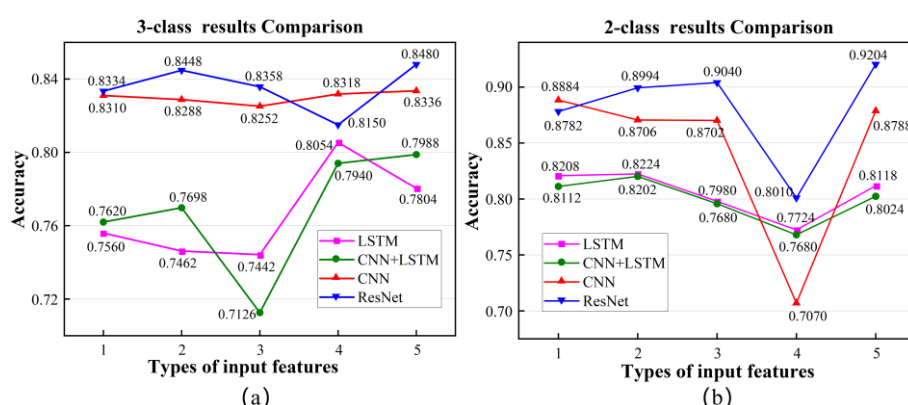 3-class results Comparison
0.84
0.80
0.76
0.72
Accuracy
0.8334
0.8448
0.8358
0.8318
0.8480
0.8310
0.8288
0.8252
0.8150
0.8336
0.8054
0.7940
0.7988
0.7804
0.7620
0.7698
0.7560
0.7462
0.7442
0.7126
LSTM
CNN+LSTM
CNN
ResNet
1 2 3 4 5
Types of input features
(a)
2-class results Comparison
0.90
0.85
0.80
0.75
0.70
Accuracy
0.8884
0.8994
0.9040
0.9204
0.8782
0.8706
0.8702
0.8788
0.8208
0.8224
0.7980
0.8010
0.8118
0.8112
0.8202
0.7680
0.7724
0.7680
0.8024
0.7070
LSTM
CNN+LSTM
CNN
ResNet
1 2 3 4 5
Types of input features
(b)